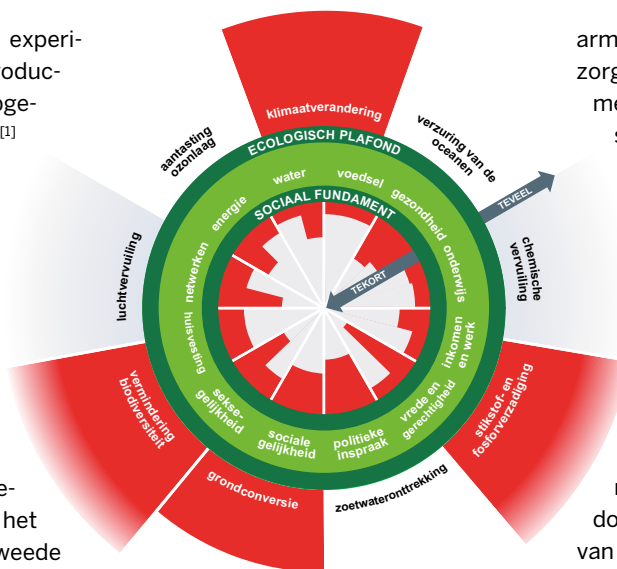 experi-
roduc-
oge-
[1]
arm
zorg
me
s
klimaatverandering
ECOLOGISCH PLAFOND
aantasting
ozonlaag
verzuring van de
oceanen
water
voedsel
SOCIAAL FUNDAMENT
energie
gezondheid
TEVEEL
netwerken
onderwijs
luchtvervuiling
chemische
vervuiling
TEKORT
huisvesting
inkomen
en werk
vermindering
biodiversiteit
sekse-
gelijkheid
sociale
gelijkheid
politieke
inspraak
vrede en
gerechtigheid
stikstof- en
fosforverzadiging
grondconversie
zoetwateronttrekking
e-
het
weede
do
van